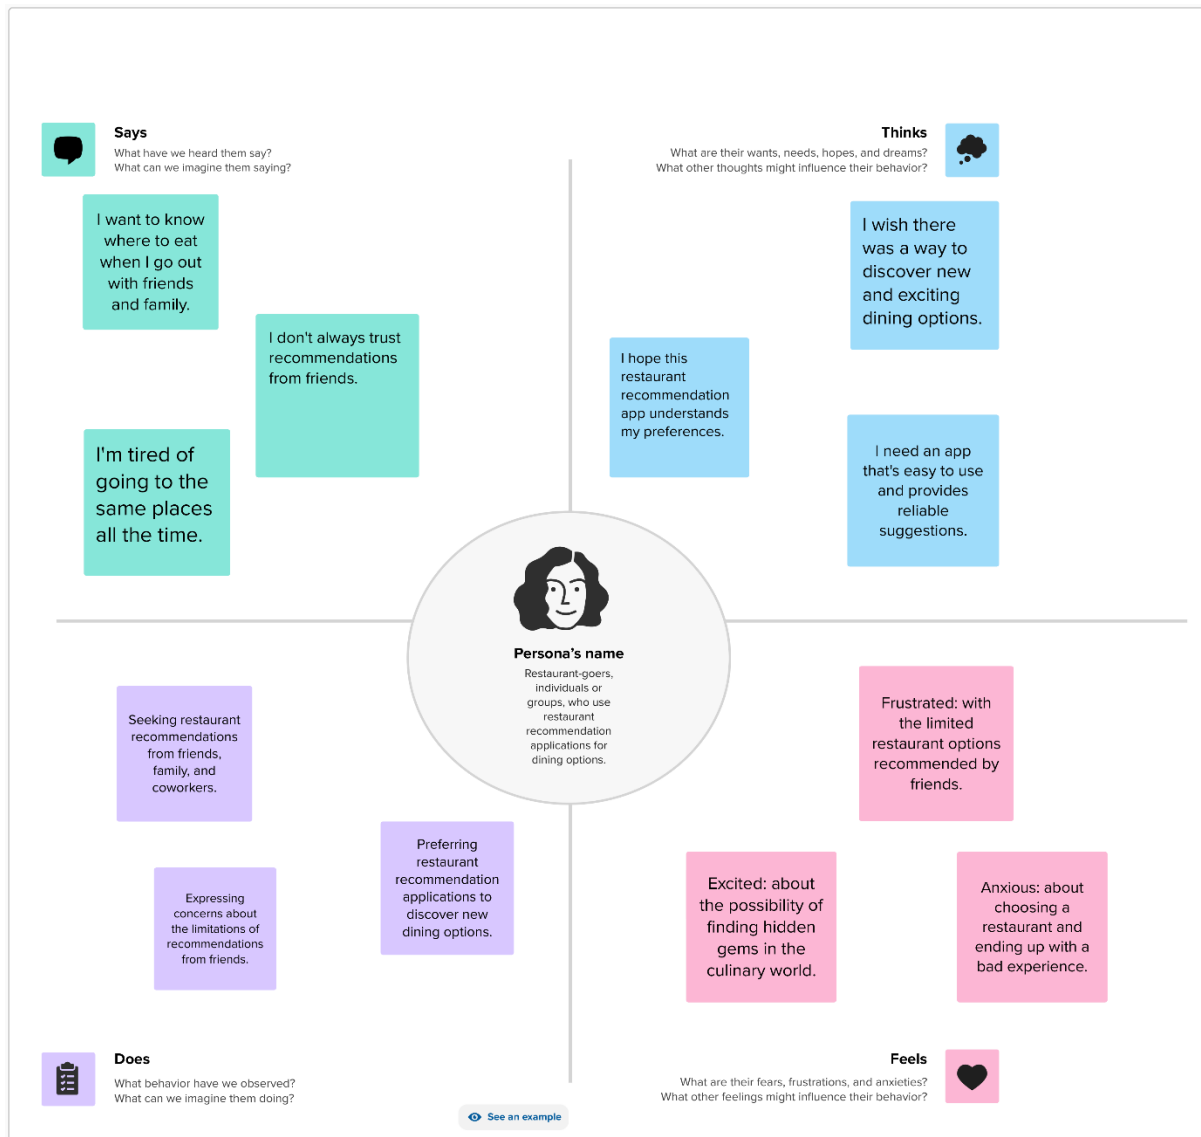 Says
What have we heard them say?
What can we imagine them saying?
I want to know
where to eat
when I go out
with friends
and family.
I don't always trust
recommendations
from friends.
I'm tired of
going to the
same places
all the time.
Thinks
What are their wants, needs, hopes, and dreams?
What other thoughts might influence their behavior?
I wish there
was a way to
discover new
and exciting
dining options.
I hope this
restaurant
recommendation
app understands
my preferences.
I need an app
that's easy to use
and provides
reliable
suggestions.
Persona's name
Restaurant-goers,
individuals or
groups, who use
restaurant
recommendation
applications for
dining options.
Seeking restaurant
recommendations
from friends,
family, and
coworkers.
Preferring
restaurant
recommendation
applications to
discover new
dining options.
Expressing
concerns about
the limitations of
recommendations
from friends.
Does
What behavior have we observed?
What can we imagine them doing?
See an example
Frustrated: with
the limited
restaurant options
recommended by
friends.
Excited: about
the possibility of
finding hidden
gems in the
culinary world.
Anxious: about
choosing a
restaurant and
ending up with a
bad experience.
Feels
What are their fears, frustrations, and anxieties?
What other feelings might influence their behavior?